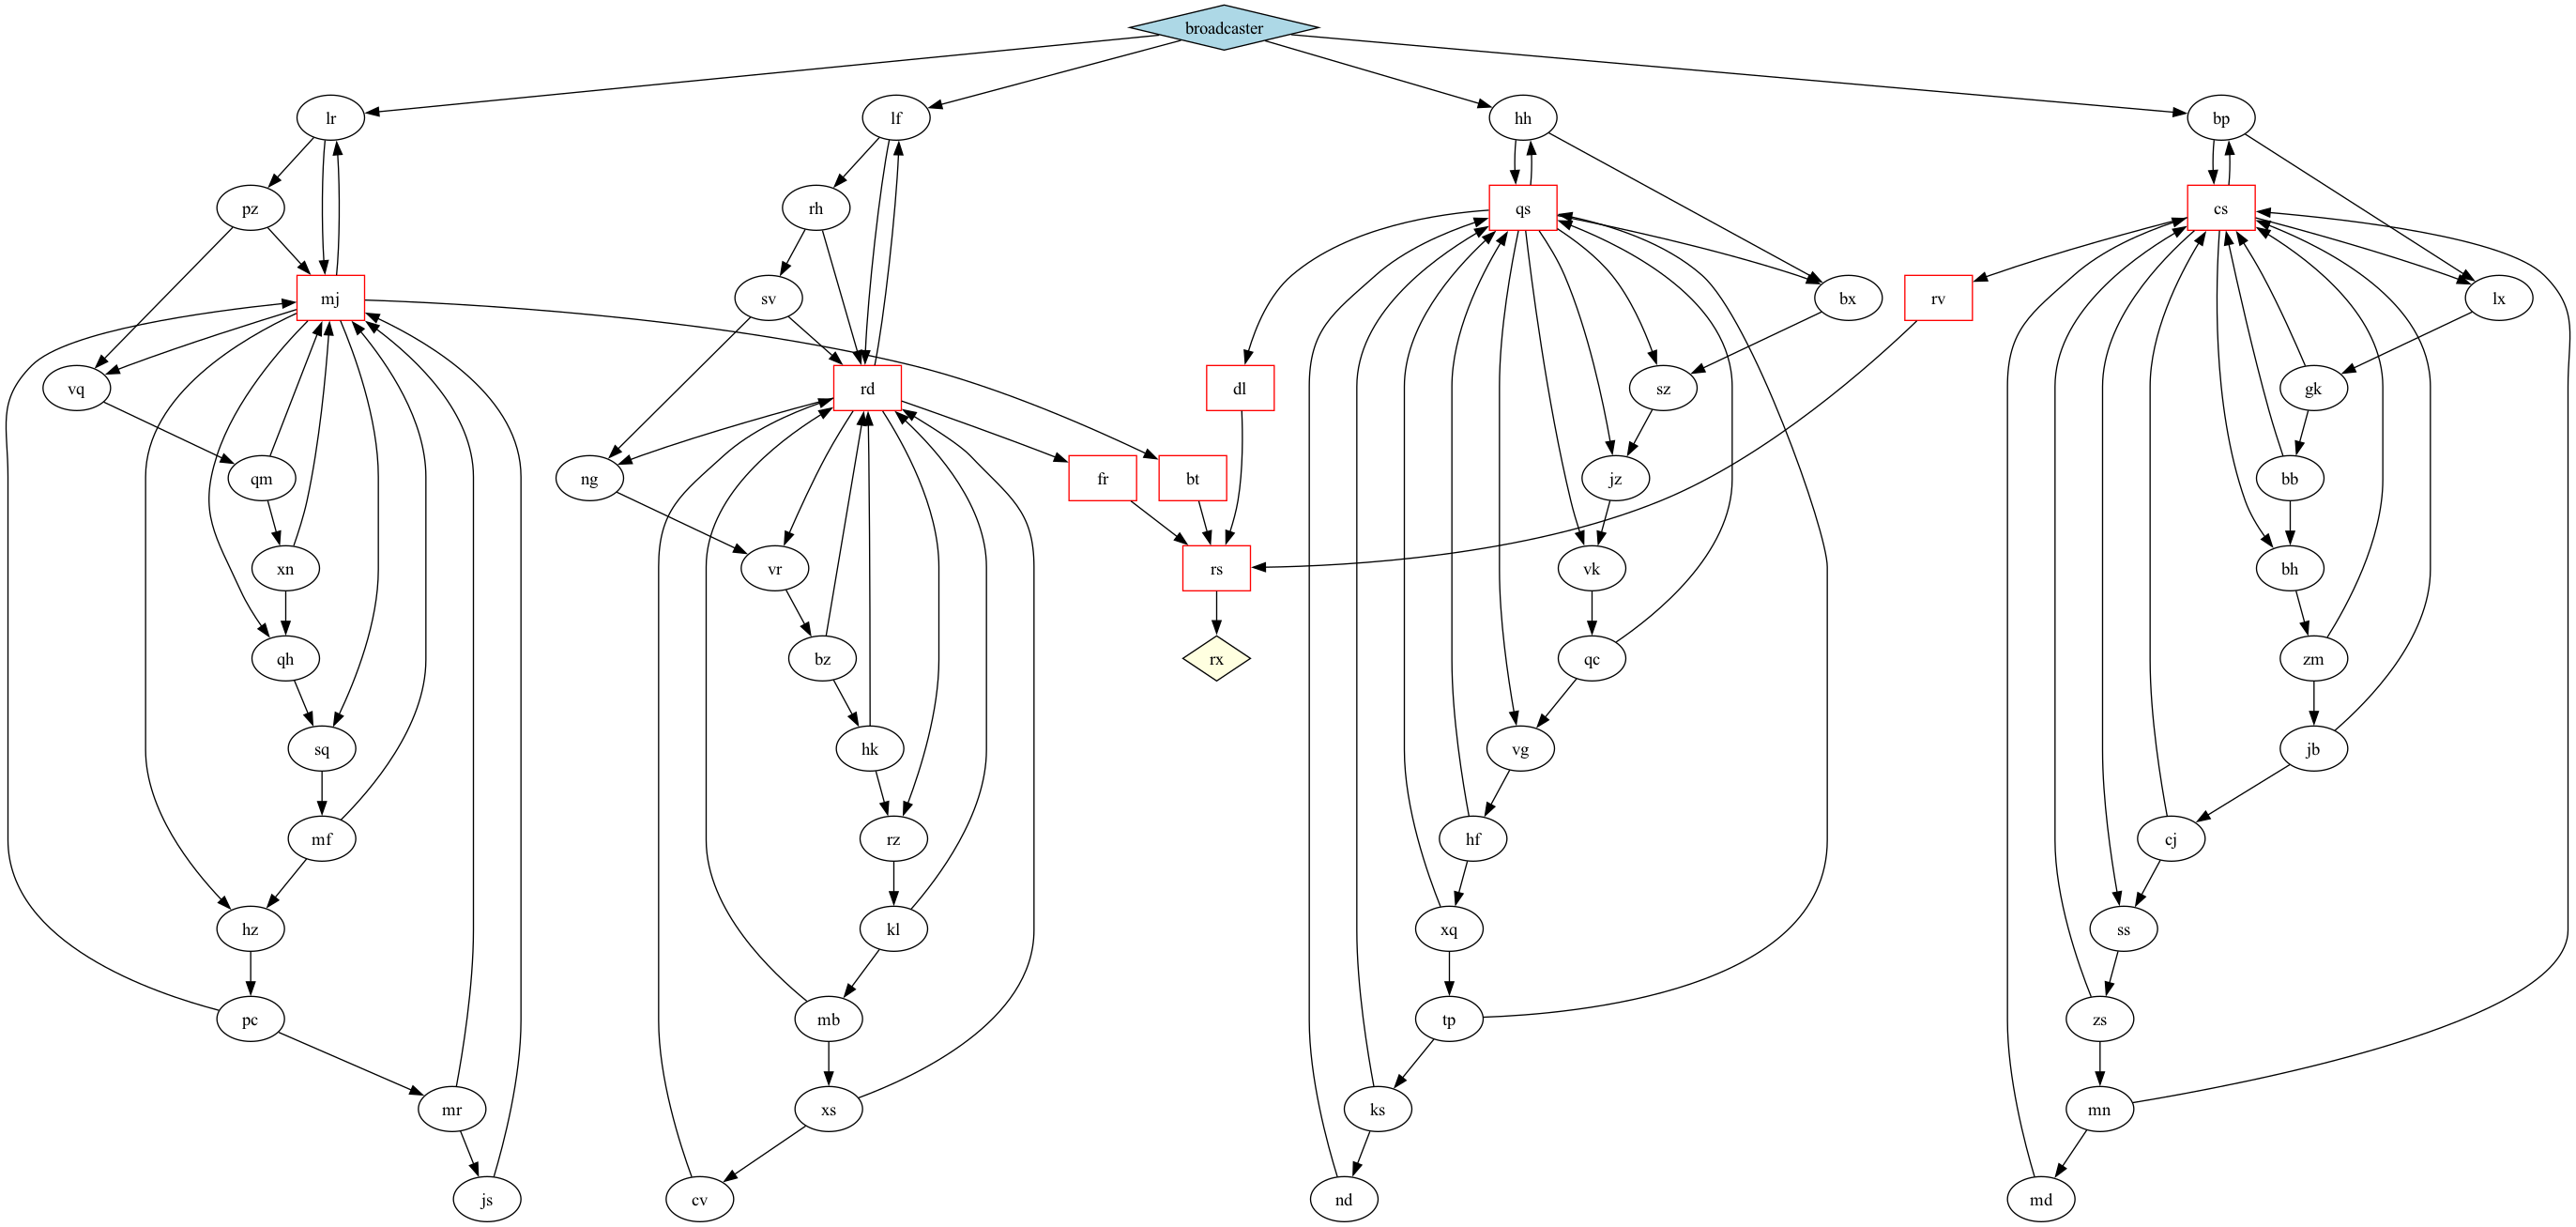 broadcaster
lr
lf
hh
bp
pz
rh
qs
cs
mj
sv
bx
rv
lx
vq
rd
dl
sz
gk
qm
ng
fr
bt
jz
bb
xn
vr
rs
vk
bh
qh
bz
rx
qc
zm
sq
hk
vg
jb
mf
rz
hf
cj
hz
kl
xq
ss
pc
mb
tp
zs
mr
xs
ks
mn
js
cv
nd
md